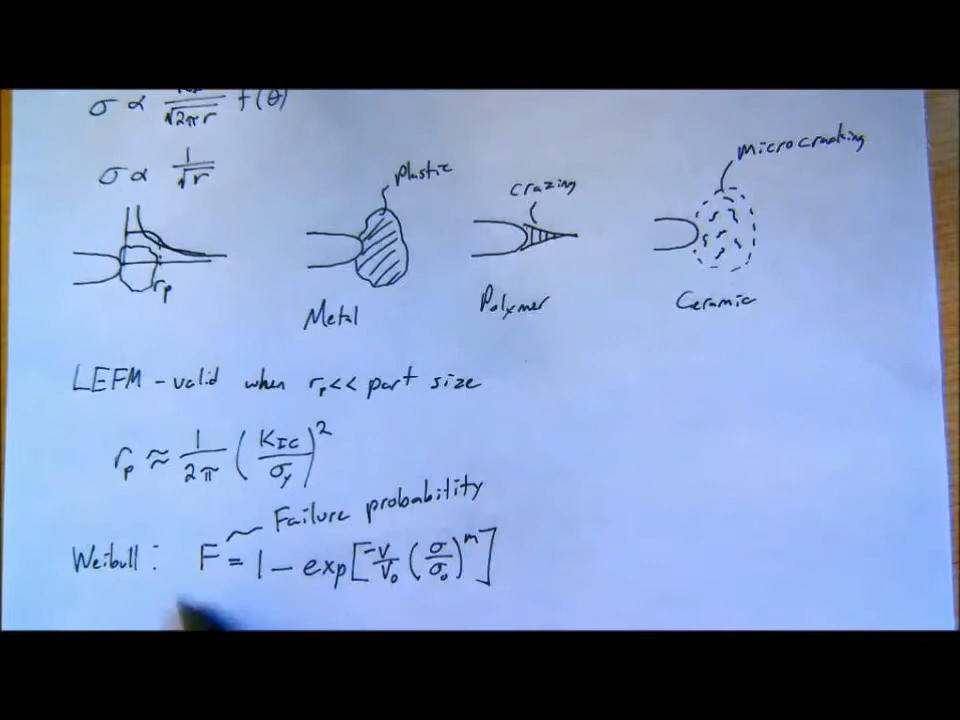 σ ∝ / √2πr f(θ)
σ ∝ 1/√r
Plastic
crazing
microcracking
rp
Metal
Polymer
Ceramic
LEFM - valid when rp << part size
rp ≈ 1/2π (KIC/σy)²
Failure probability
Weibull: F = 1 - exp[-V/V₀ (σ/σ₀)^m]